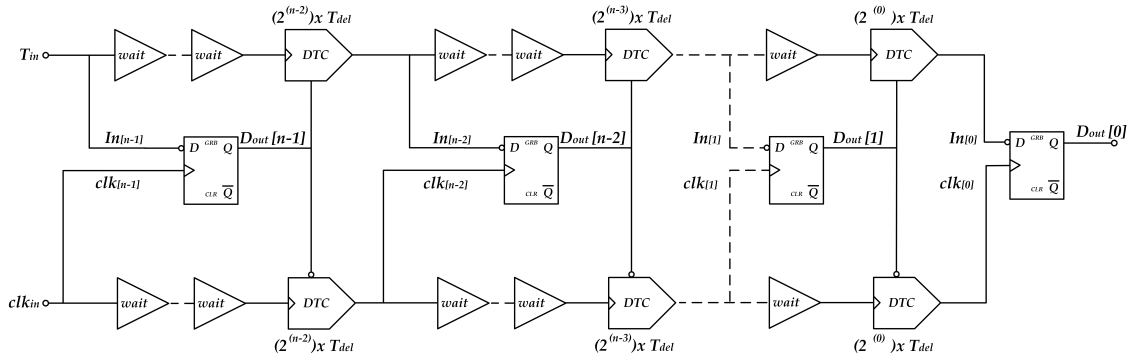 (2^(n-2))x Tdel (2^(n-3))x Tdel (2^(0))x Tdel
Tin wait wait DTC wait wait DTC wait DTC
In[n-1] D GRB Q Dout [n-1] In[n-2] D GRB Q Dout [n-2] In[1] D GRB Q Dout [1] In[0] D GRB Q Dout [0]
clk[n-1] CLR Q̅ clk[n-2] CLR Q̅ clk[1] CLR Q̅ clk[0] CLR Q̅
clkin wait wait DTC wait wait DTC wait DTC
(2^(n-2))x Tdel (2^(n-3))x Tdel (2^(0))x Tdel